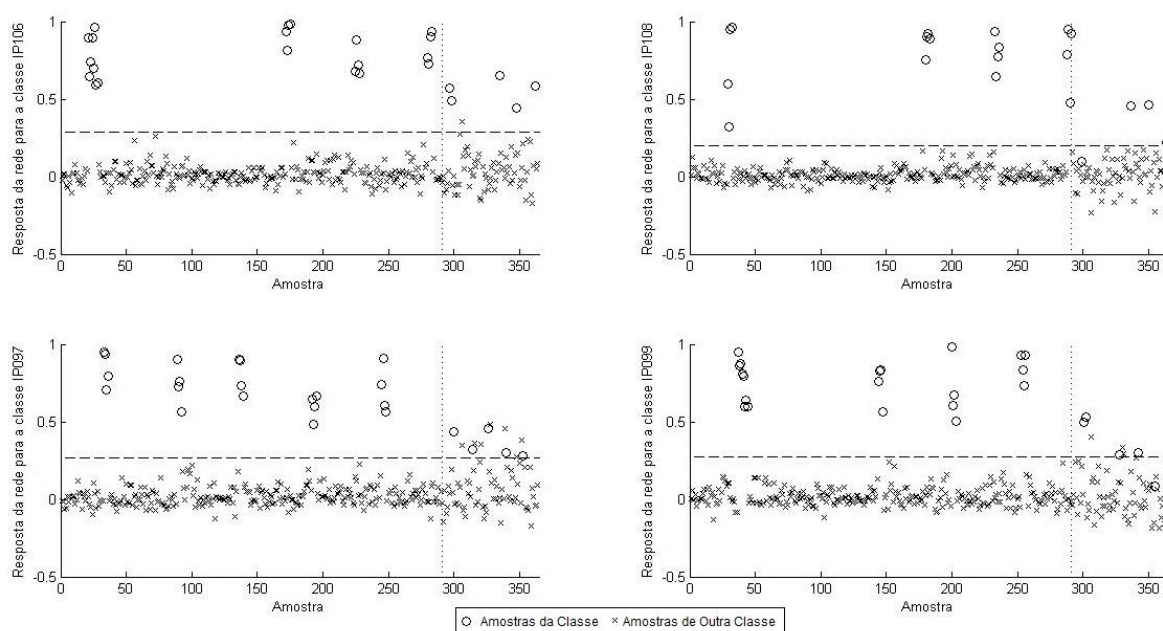 Resposta da rede para a classe IP106
1
0.5
0
-0.5
0 50 100 150 200 250 300 350
Amostra
Resposta da rede para a classe IP108
1
0.5
0
-0.5
0 50 100 150 200 250 300 350
Amostra
Resposta da rede para a classe IP097
1
0.5
0
-0.5
0 50 100 150 200 250 300 350
Amostra
Resposta da rede para a classe IP099
1
0.5
0
-0.5
0 50 100 150 200 250 300 350
Amostra
Amostras da Classe Amostras de Outra Classe